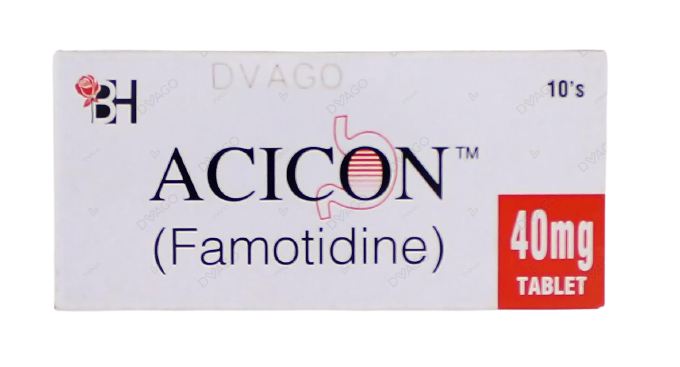 DVAGO
BH
10's
ACICON™
(Famotidine)
40mg
TABLET